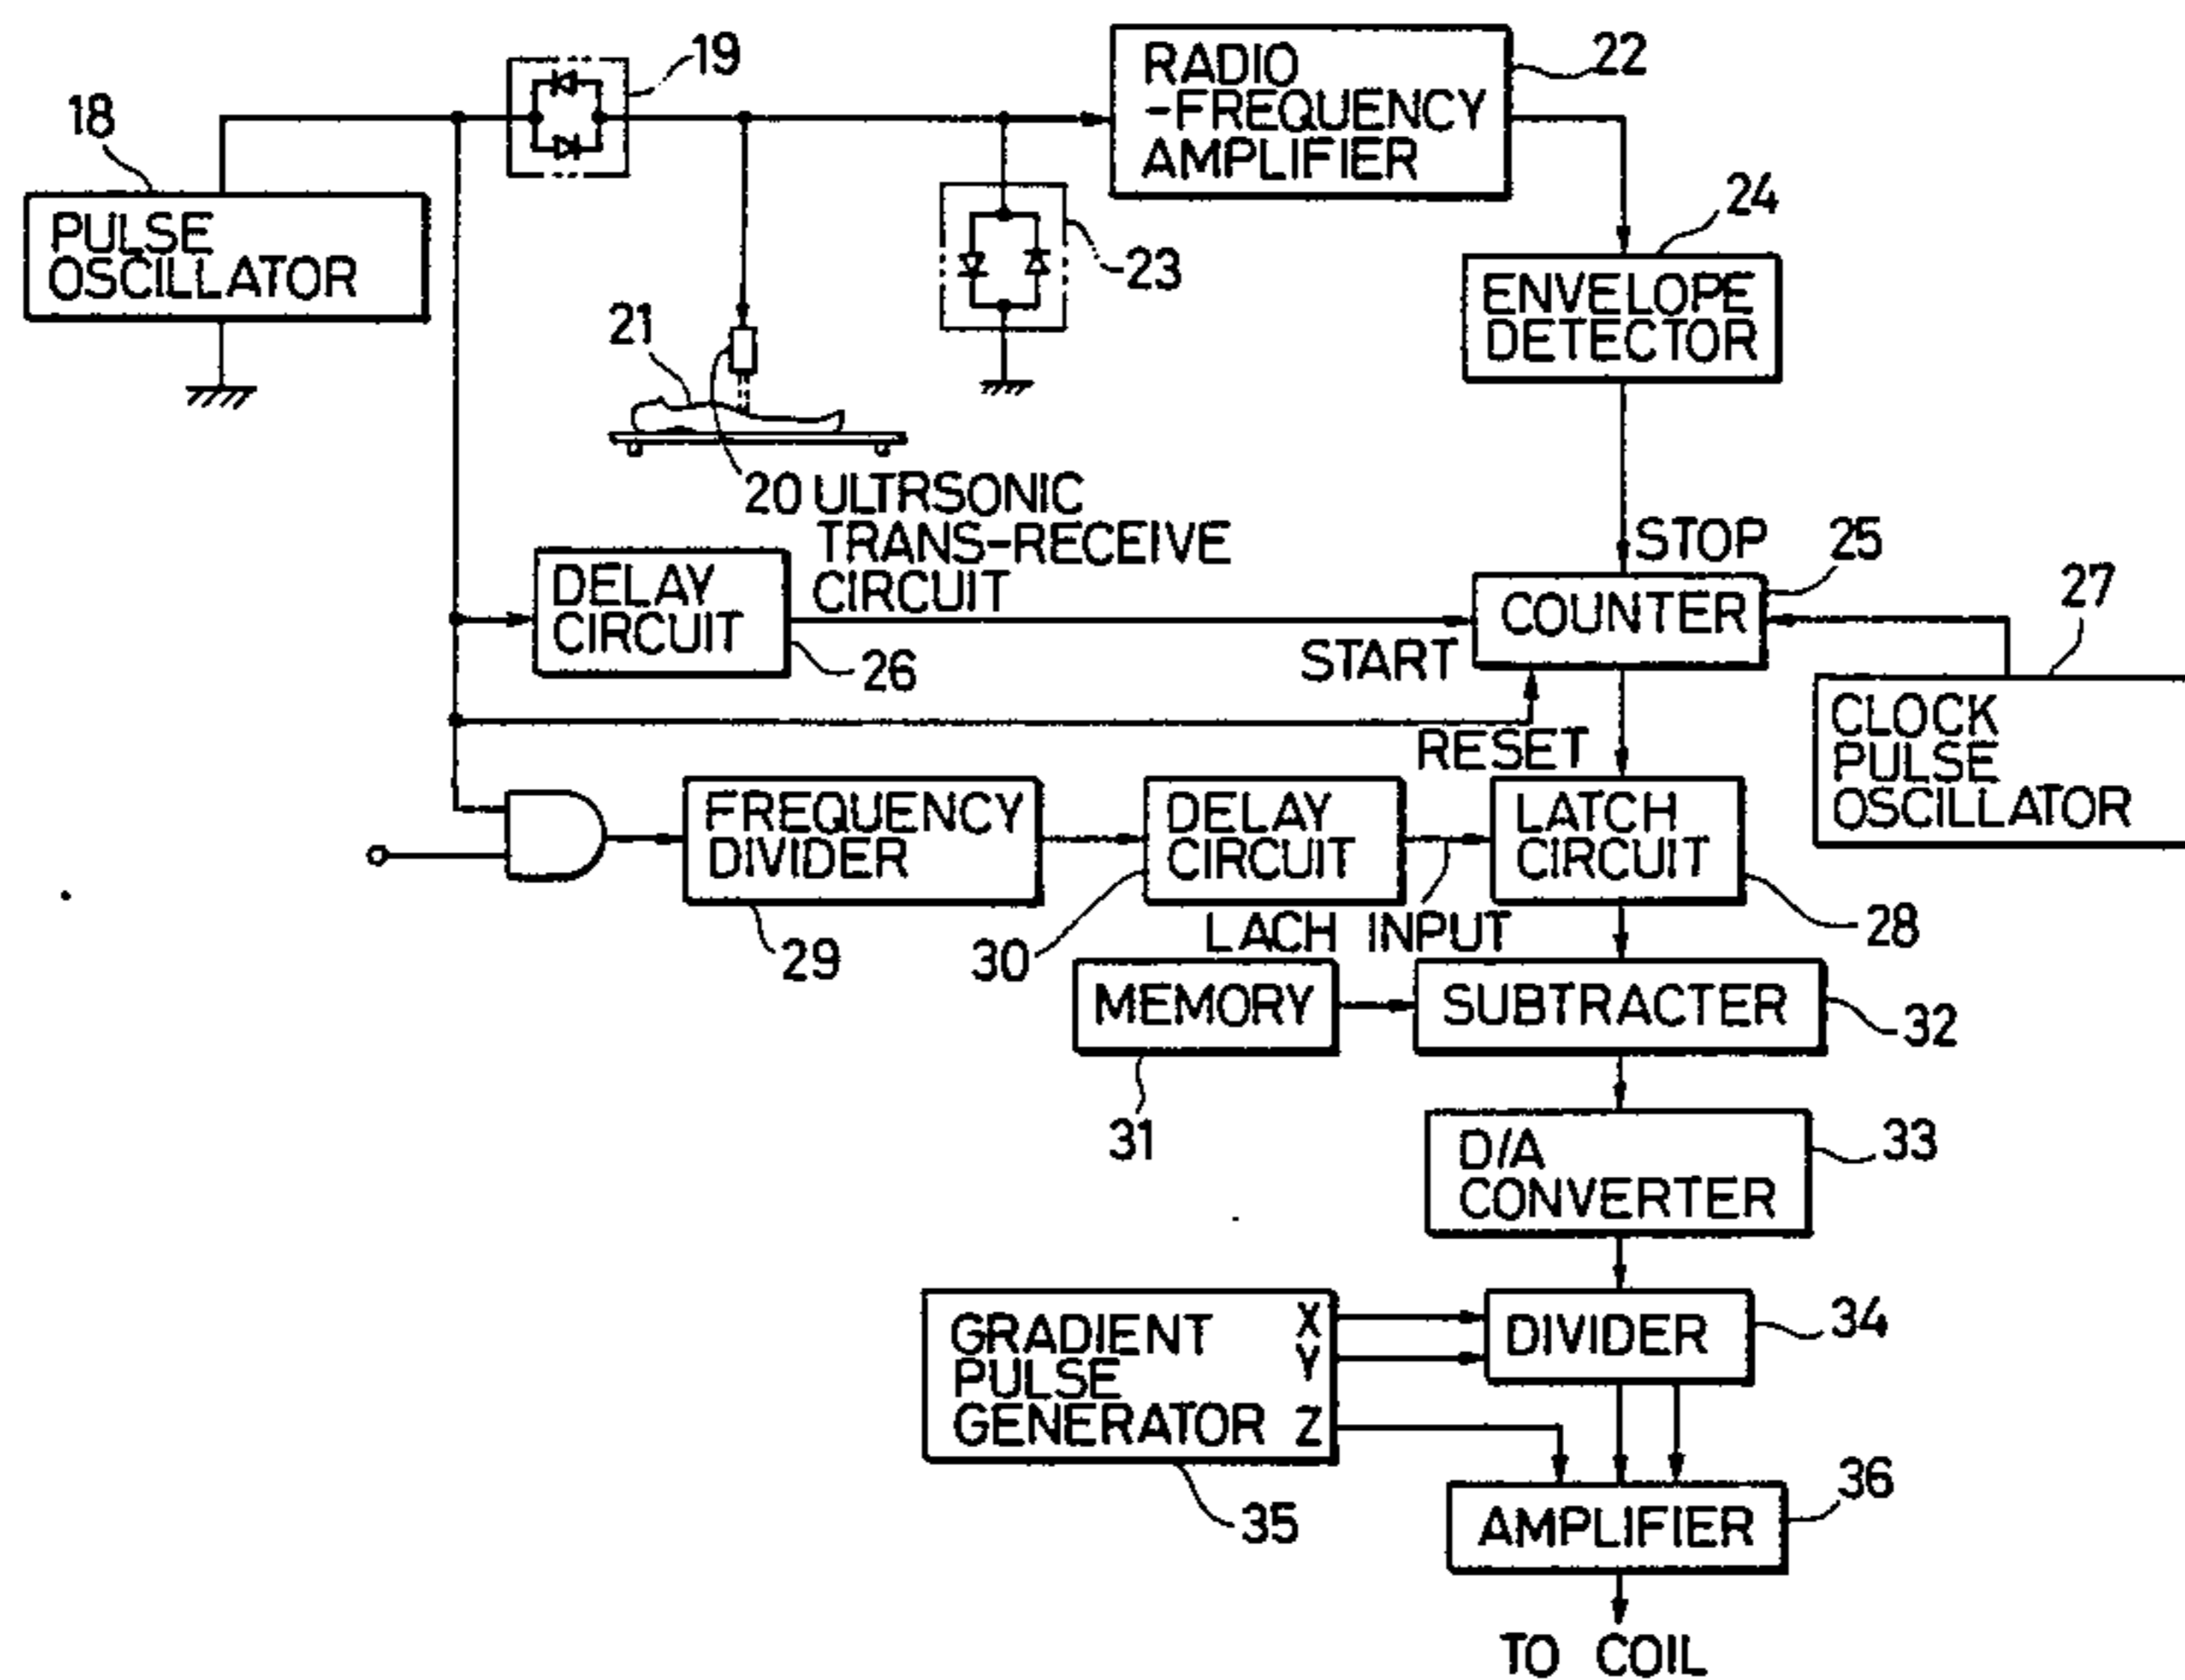 18
PULSE
OSCILLATOR
19
RADIO
-FREQUENCY
AMPLIFIER
22
23
24
ENVELOPE
DETECTOR
21
20 ULTRSONIC
TRANS-RECEIVE
CIRCUIT
DELAY
CIRCUIT
26
STOP
25
COUNTER
START
RESET
27
CLOCK
PULSE
OSCILLATOR
FREQUENCY
DIVIDER
29
DELAY
CIRCUIT
30
LACH INPUT
LATCH
CIRCUIT
28
MEMORY
31
SUBTRACTER
32
D/A
CONVERTER
33
GRADIENT
PULSE
GENERATOR
X
Y
Z
35
DIVIDER
34
AMPLIFIER
36
TO COIL